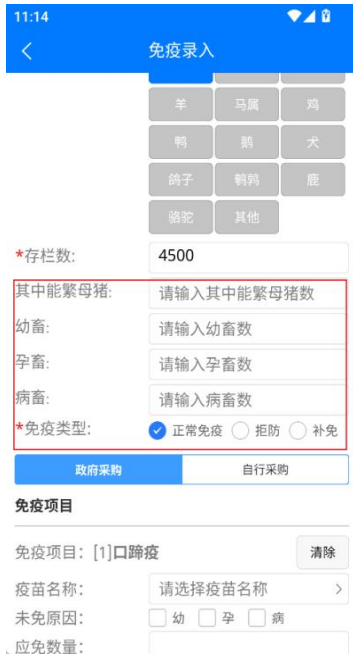 11:14
免疫录入
羊 马属 鸡
鸭 鹅 犬
鸽子 鹌鹑 鹿
骆驼 其他
*存栏数: 4500
其中能繁母猪: 请输入其中能繁母猪数
幼畜: 请输入幼畜数
孕畜: 请输入孕畜数
病畜: 请输入病畜数
*免疫类型: 正常免疫 拒防 补免
政府采购 自行采购
免疫项目
免疫项目: [1]口蹄疫 清除
疫苗名称: 请选择疫苗名称
未免原因: 幼 孕 病
应免数量: